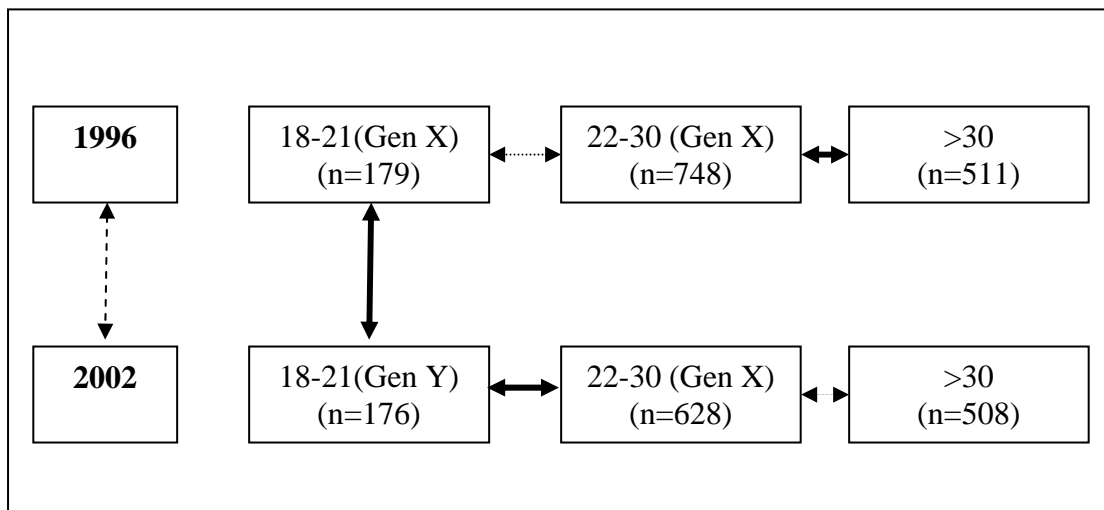 1996
18-21(Gen X)
(n=179)
22-30 (Gen X)
(n=748)
>30
(n=511)
2002
18-21(Gen Y)
(n=176)
22-30 (Gen X)
(n=628)
>30
(n=508)